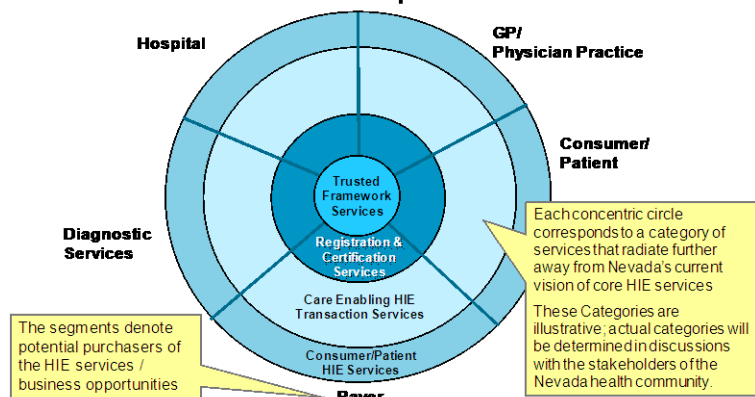 Hospital
GP/
Physician Practice
Consumer/
Patient
Diagnostic
Services
Trusted
Framework
Services
Registration &
Certification
Services
Care Enabling HIE
Transaction Services
Consumer/Patient
HIE Services
Each concentric circle
corresponds to a category of
services that radiate further
away from Nevada's current
vision of core HIE services
These Categories are
illustrative; actual categories will
be determined in discussions
with the stakeholders of the
Nevada health community.
The segments denote
potential purchasers of
the HIE services /
business opportunities
Payer